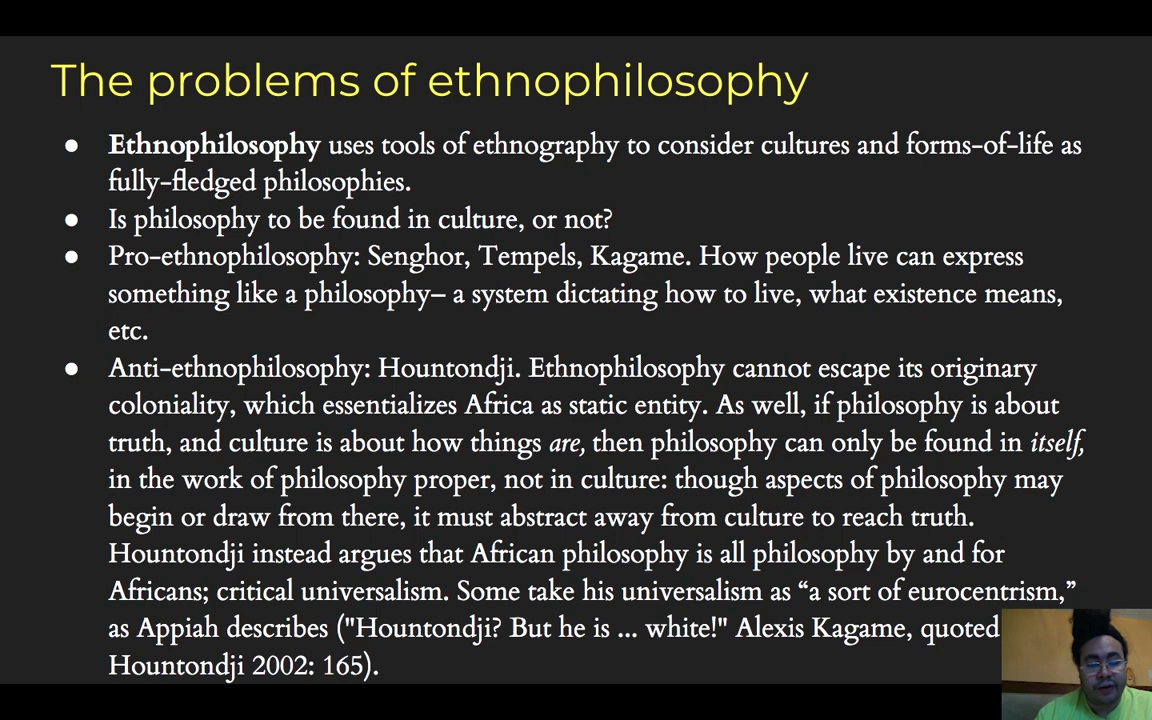 The problems of ethnophilosophy
● Ethnophilosophy uses tools of ethnography to consider cultures and forms-of-life as
fully-fledged philosophies.
● Is philosophy to be found in culture, or not?
● Pro-ethnophilosophy: Senghor, Tempels, Kagame. How people live can express
something like a philosophy– a system dictating how to live, what existence means,
etc.
● Anti-ethnophilosophy: Hountondji. Ethnophilosophy cannot escape its originary
coloniality, which essentializes Africa as static entity. As well, if philosophy is about
truth, and culture is about how things are, then philosophy can only be found in itself,
in the work of philosophy proper, not in culture: though aspects of philosophy may
begin or draw from there, it must abstract away from culture to reach truth.
Hountondji instead argues that African philosophy is all philosophy by and for
Africans; critical universalism. Some take his universalism as “a sort of eurocentrism,”
as Appiah describes ("Hountondji? But he is ... white!" Alexis Kagame, quoted
Hountondji 2002: 165).